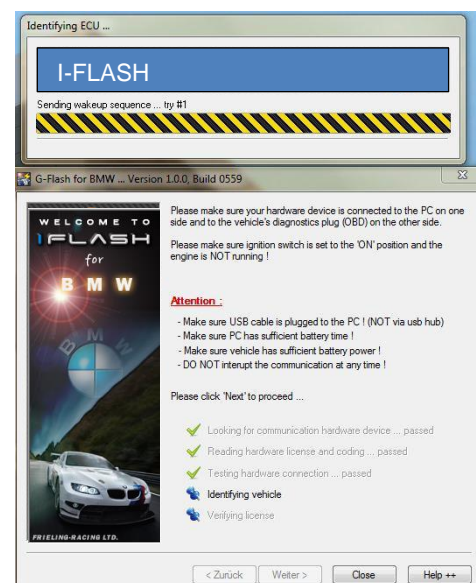 Identifying ECU ...
I-FLASH
Sending wakeup sequence ... try #1
G-Flash for BMW ... Version 1.0.0, Build 0559
WELCOME TO
IFLASH
for
BMW
BMW
FRIELING-RACING LTD.
Please make sure your hardware device is connected to the PC on one
side and to the vehicle's diagnostics plug (OBD) on the other side.
Please make sure ignition switch is set to the 'ON' position and the
engine is NOT running !
Attention :
- Make sure USB cable is plugged to the PC ! (NOT via usb hub)
- Make sure PC has sufficient battery time !
- Make sure vehicle has sufficient battery power !
- DO NOT interupt the communication at any time !
Please click 'Next' to proceed ...
Looking for communication hardware device ... passed
Reading hardware license and coding ... passed
Testing hardware connection ... passed
Identifying vehicle
Verifying license
< Zurück
Weiter >
Close
Help ++